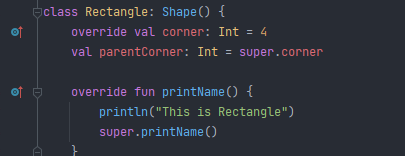 class Rectangle: Shape() {
    override val corner: Int = 4
    val parentCorner: Int = super.corner

    override fun printName() {
        println("This is Rectangle")
        super.printName()
    }